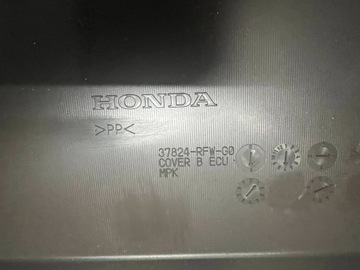 HONDA
>PP<
37824-RFW-G0
COVER B ECU
MPK